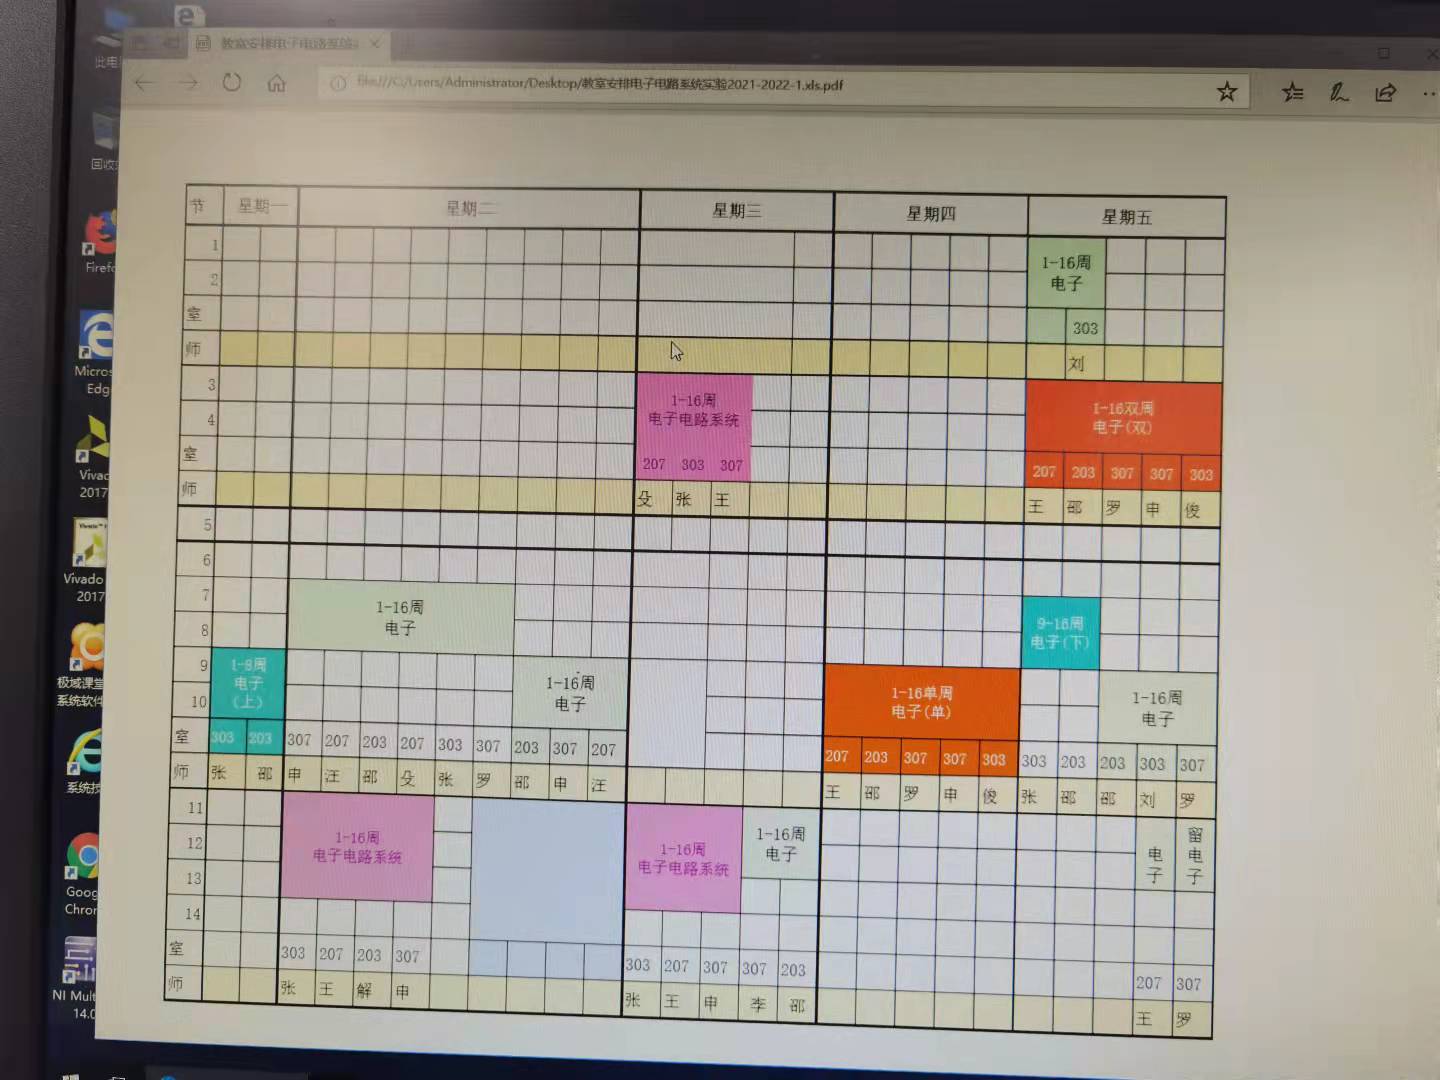 此电
教室安排电子电路系统实
file:///C:/Users/Administrator/Desktop/教室安排电子电路系统实验2021-2022-1.xls.pdf
回收
Firefo
Micros
Edg
Vivad
2017
Vivado
2017
极域课堂
系统软件
系统技
Goog
Chron
NI Mult
14.0
节 星期一 星期二 星期三 星期四 星期五
1
1-16周
2
电子
室 303
师 刘
3
1-16周 1-16双周
4 电子电路系统 电子(双)
室 207 303 307 207 203 307 307 303
师 殳 张 王 王 邵 罗 申 俊
5
6
7 1-16周 9-16周
8 电子 电子(下)
9 1-8周 1-16周 1-16单周 1-16周
电子 电子 电子(单) 电子
10 (上)
室 303 203 307 207 203 207 303 307 203 307 207 207 203 307 307 303 303 203 203 303 307
师 张 邵 申 汪 邵 殳 张 罗 邵 申 汪 王 邵 罗 申 俊 张 邵 邵 刘 罗
11
12 1-16周 1-16周 1-16周 电子 留电子
电子电路系统 电子电路系统 电子
13
14
室 303 207 203 307 303 207 307 307 203 207 307
师 张 王 解 申 张 王 申 李 邵 王 罗